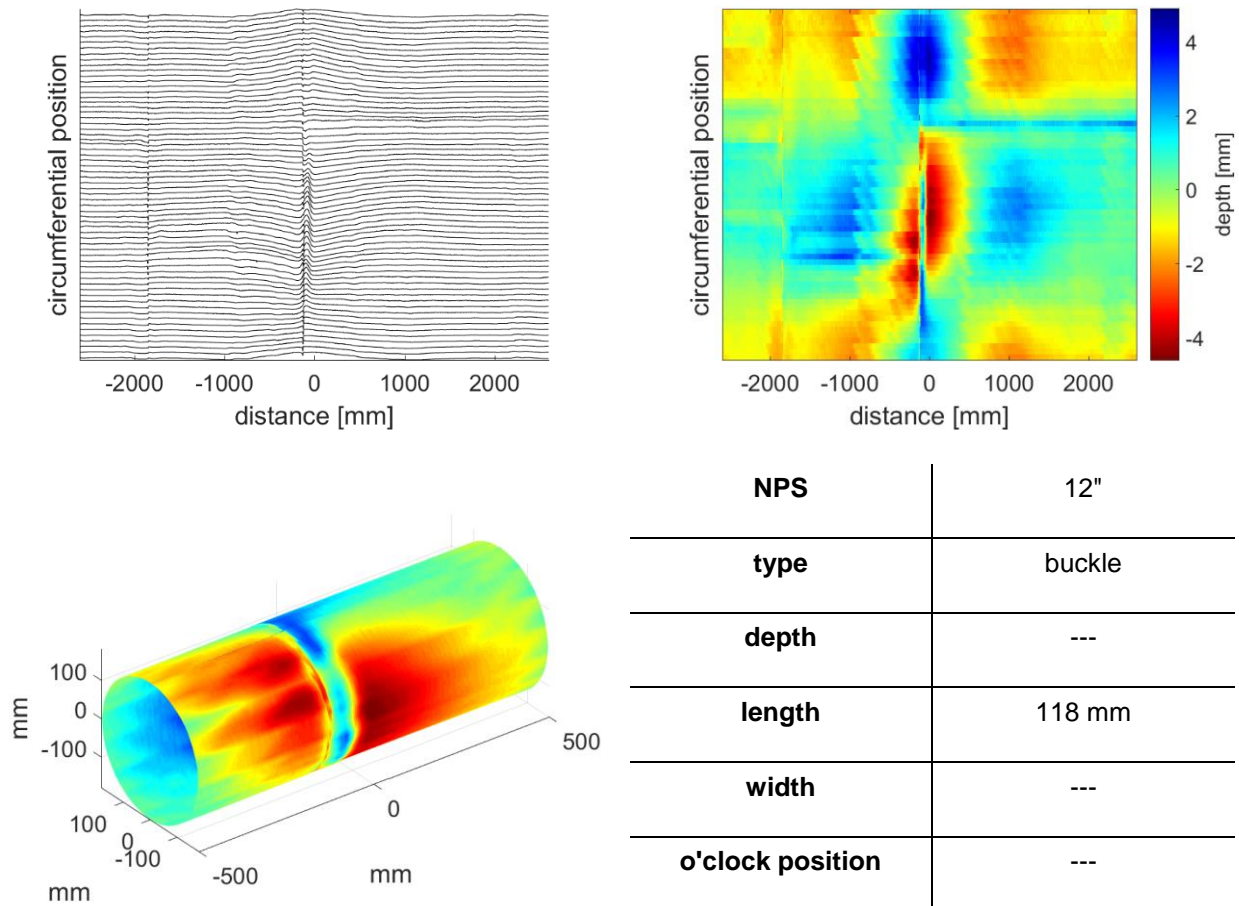 circumferential position
-2000 -1000 0 1000 2000
distance [mm]
circumferential position
-2000 -1000 0 1000 2000
distance [mm]
4
2
0
-2
-4
depth [mm]
100
0
-100
mm
100
0
-100
mm
-500
0
500
mm
NPS 12"
type buckle
depth ---
length 118 mm
width ---
o'clock position ---